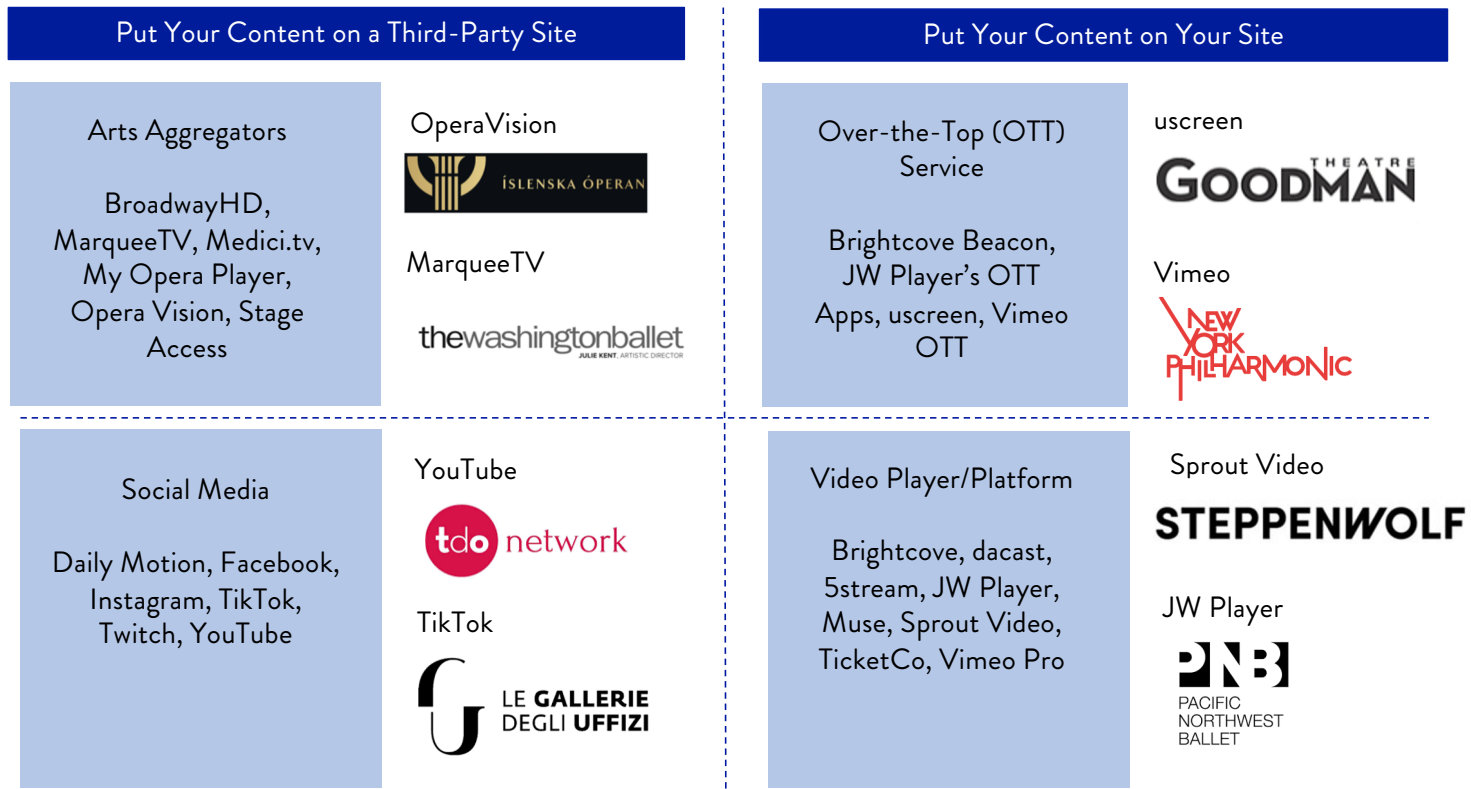 Put Your Content on a Third-Party Site
Arts Aggregators
BroadwayHD,
MarqueeTV, Medici.tv,
My Opera Player,
Opera Vision, Stage
Access
OperaVision
ÍSLENSKA ÓPERAN
MarqueeTV
thewashingtonballet
JULIE KENT, ARTISTIC DIRECTOR
Put Your Content on Your Site
Over-the-Top (OTT)
Service
Brightcove Beacon,
JW Player’s OTT
Apps, uscreen, Vimeo
OTT
uscreen
THEATRE
GOODMAN
Vimeo
NEW
YORK
PHILHARMONIC
Social Media
Daily Motion, Facebook,
Instagram, TikTok,
Twitch, YouTube
YouTube
tdo network
TikTok
LE GALLERIE
DEGLI UFFIZI
Video Player/Platform
Brightcove, dacast,
5stream, JW Player,
Muse, Sprout Video,
TicketCo, Vimeo Pro
Sprout Video
STEPPENWOLF
JW Player
PNB
PACIFIC
NORTHWEST
BALLET